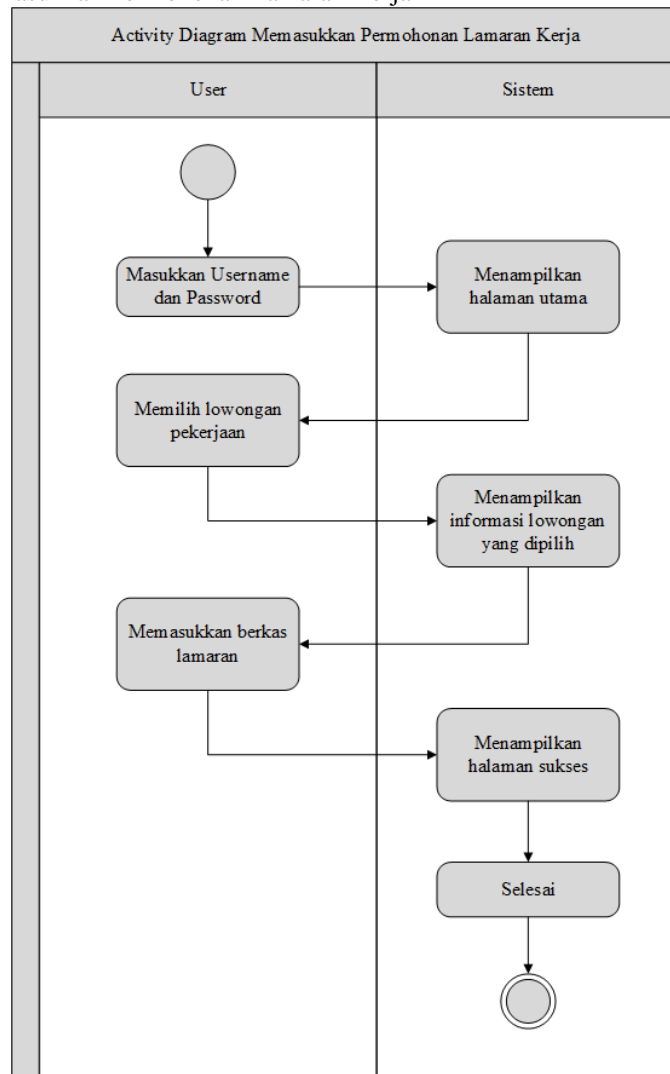 Activity Diagram Memasukkan Permohonan Lamaran Kerja
User
Sistem
Masukkan Username
dan Password
Menampilkan
halaman utama
Memilih lowongan
pekerjaan
Menampilkan
informasi lowongan
yang dipilih
Memasukkan berkas
lamaran
Menampilkan
halaman sukses
Selesai